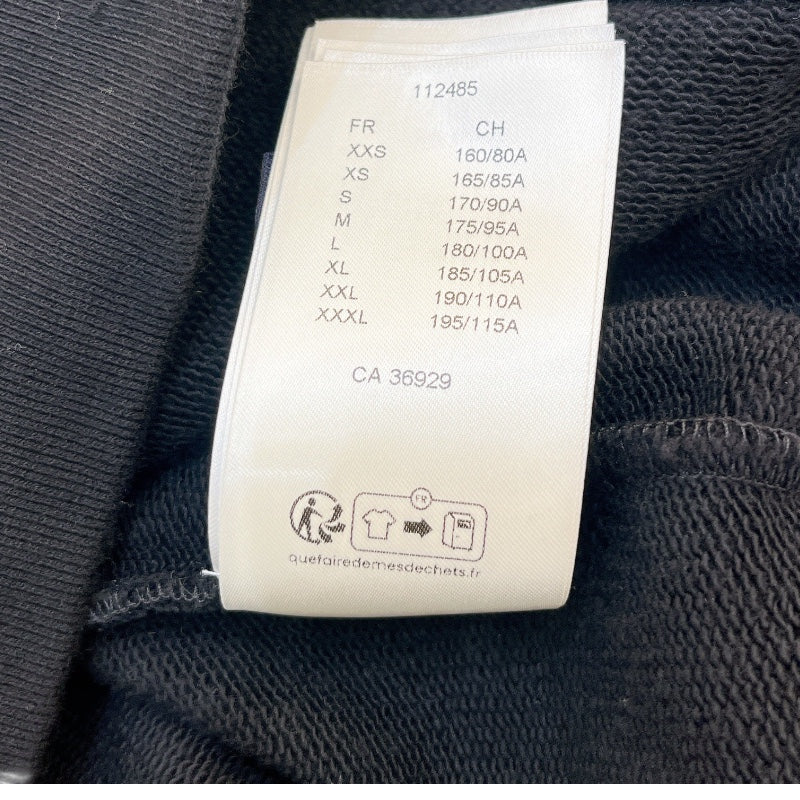 112485
FR CH
XXS 160/80A
XS 165/85A
S 170/90A
M 175/95A
L 180/100A
XL 185/105A
XXL 190/110A
XXXL 195/115A
CA 36929
FR
quefairedemesdechets.fr